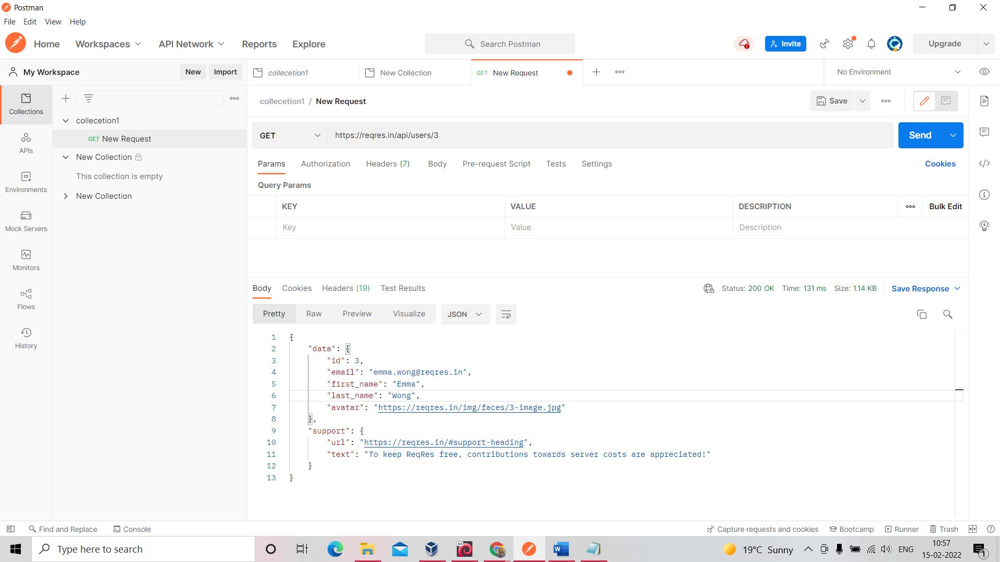 Postman
File Edit View Help
Home Workspaces API Network Reports Explore Search Postman Invite Upgrade
My Workspace New Import collecetion1 New Collection GET New Request No Environment
Collections
APIs
Environments
Mock Servers
Monitors
Flows
History
collecetion1
GET New Request
New Collection
This collection is empty
New Collection
collecetion1 / New Request Save
GET https://reqres.in/api/users/3 Send
Params Authorization Headers (7) Body Pre-request Script Tests Settings Cookies
Query Params
KEY VALUE DESCRIPTION Bulk Edit
Key Value Description
Body Cookies Headers (19) Test Results Status: 200 OK Time: 131 ms Size: 1.14 KB Save Response
Pretty Raw Preview Visualize JSON
1 {
2 "data": {
3 "id": 3,
4 "email": "emma.wong@reqres.in",
5 "first_name": "Emma",
6 "last_name": "Wong",
7 "avatar": "https://reqres.in/img/faces/3-image.jpg"
8 },
9 "support": {
10 "url": "https://reqres.in/#support-heading",
11 "text": "To keep ReqRes free, contributions towards server costs are appreciated!"
12 }
13 }
Find and Replace Console Capture requests and cookies Bootcamp Runner Trash
Type here to search 64 19°C Sunny ENG 10:57
15-02-2022 1